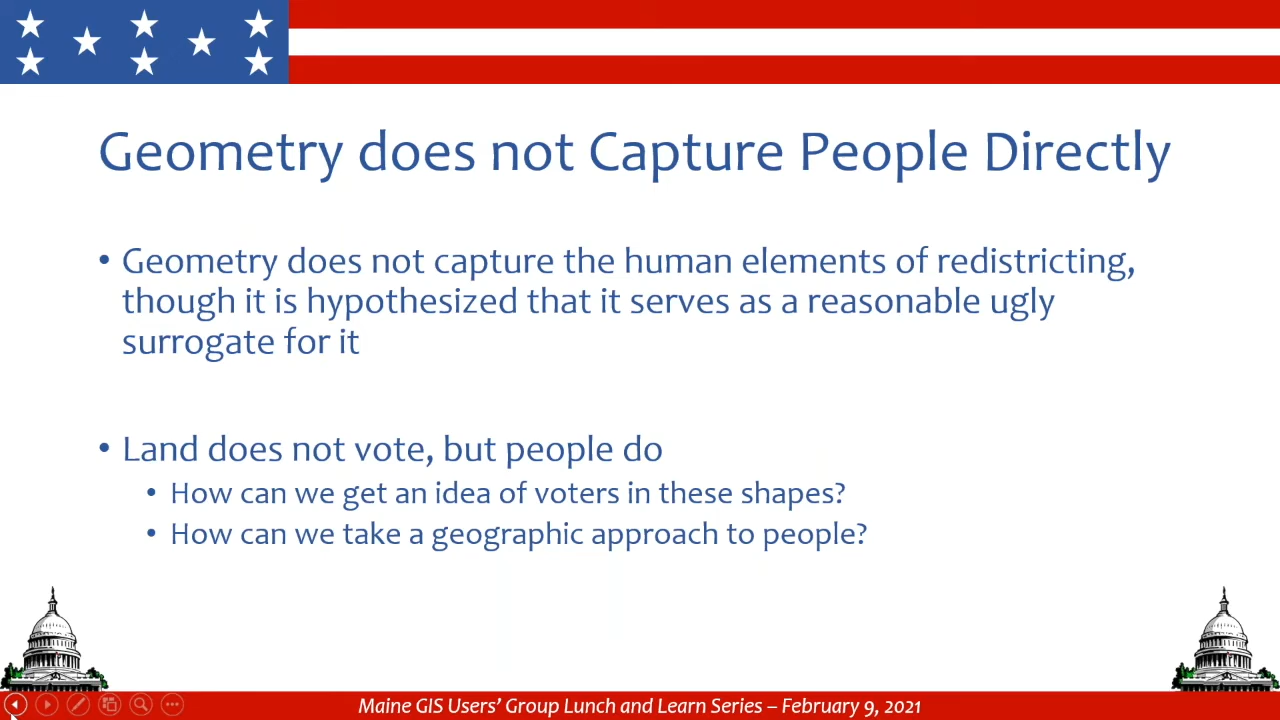 Geometry does not Capture People Directly
• Geometry does not capture the human elements of redistricting,
though it is hypothesized that it serves as a reasonable ugly
surrogate for it
• Land does not vote, but people do
• How can we get an idea of voters in these shapes?
• How can we take a geographic approach to people?
Maine GIS Users’ Group Lunch and Learn Series – February 9, 2021